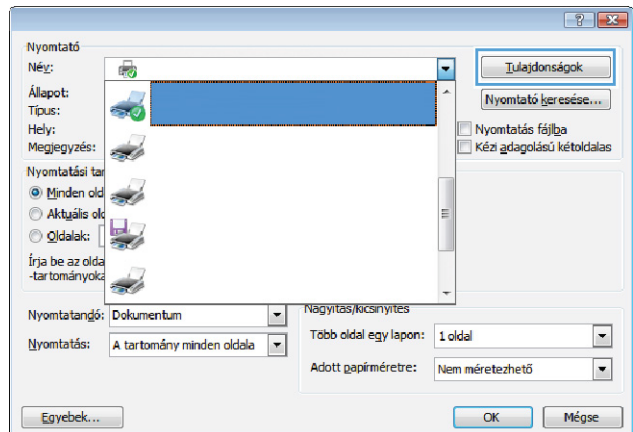 Nyomtató
Név:
Tulajdonságok
Állapot:
Nyomtató keresése...
Típus:
Hely:
Nyomtatás fájlba
Megjegyzés:
Kézi adagolású kétoldalas
Nyomtatási tar
Minden old
Aktuális old
Oldalak:
Írja be az olda
-tartományoka
Nyomtatandó: Dokumentum
Nagyítás/kicsinyítés
Több oldal egy lapon: 1 oldal
Nyomtatás: A tartomány minden oldala
Adott papírméretre: Nem méretezhető
Egyebek...
OK
Mégse